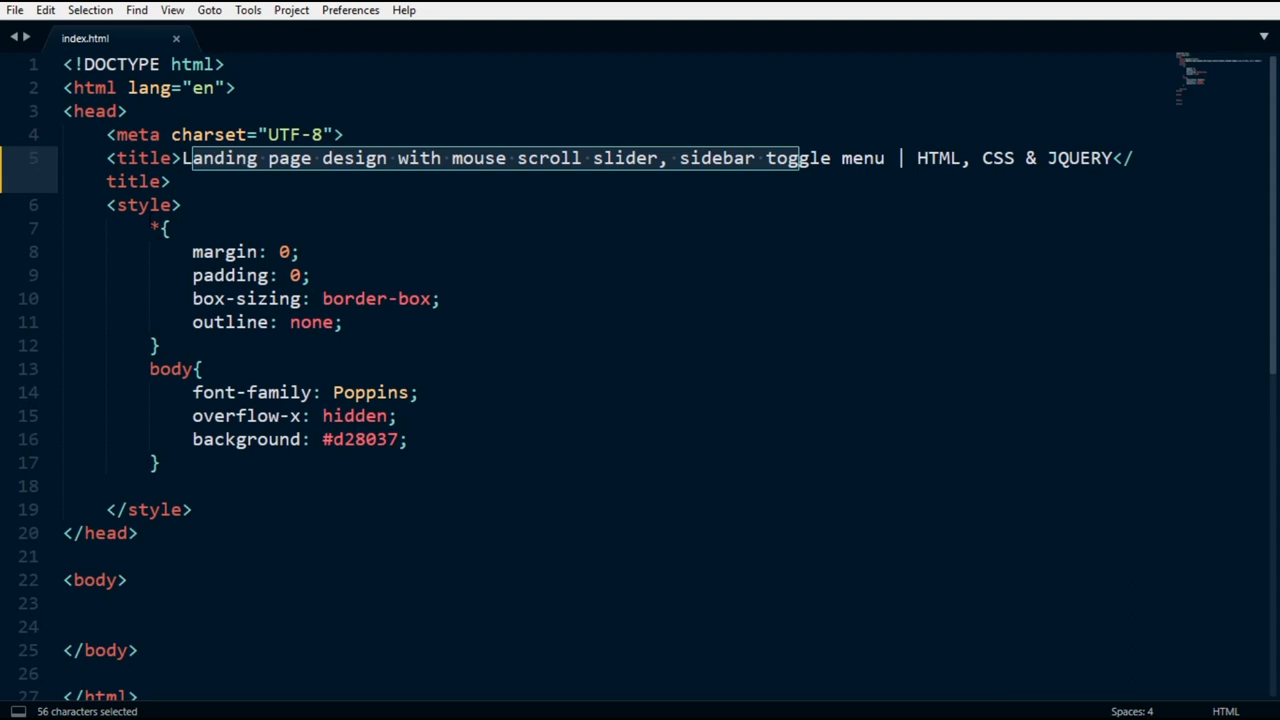 File Edit Selection Find View Goto Tools Project Preferences Help
index.html ×
1 <!DOCTYPE html>
2 <html lang="en">
3 <head>
4 <meta charset="UTF-8">
5 <title>Landing page design with mouse scroll slider, sidebar toggle menu | HTML, CSS & JQUERY</
title>
6 <style>
7 *{
8 margin: 0;
9 padding: 0;
10 box-sizing: border-box;
11 outline: none;
12 }
13 body{
14 font-family: Poppins;
15 overflow-x: hidden;
16 background: #d28037;
17 }
18
19 </style>
20 </head>
21
22 <body>
23
24
25 </body>
26
27 </html>
56 characters selected Spaces: 4 HTML